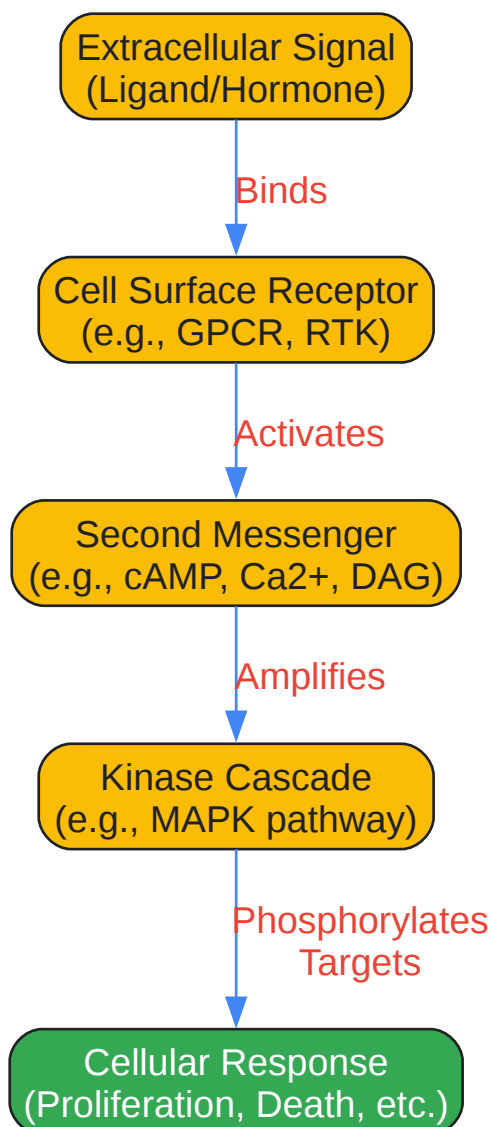 Extracellular Signal
(Ligand/Hormone)
Binds
Cell Surface Receptor
(e.g., GPCR, RTK)
Activates
Second Messenger
(e.g., cAMP, Ca2+, DAG)
Amplifies
Kinase Cascade
(e.g., MAPK pathway)
Phosphorylates
Targets
Cellular Response
(Proliferation, Death, etc.)